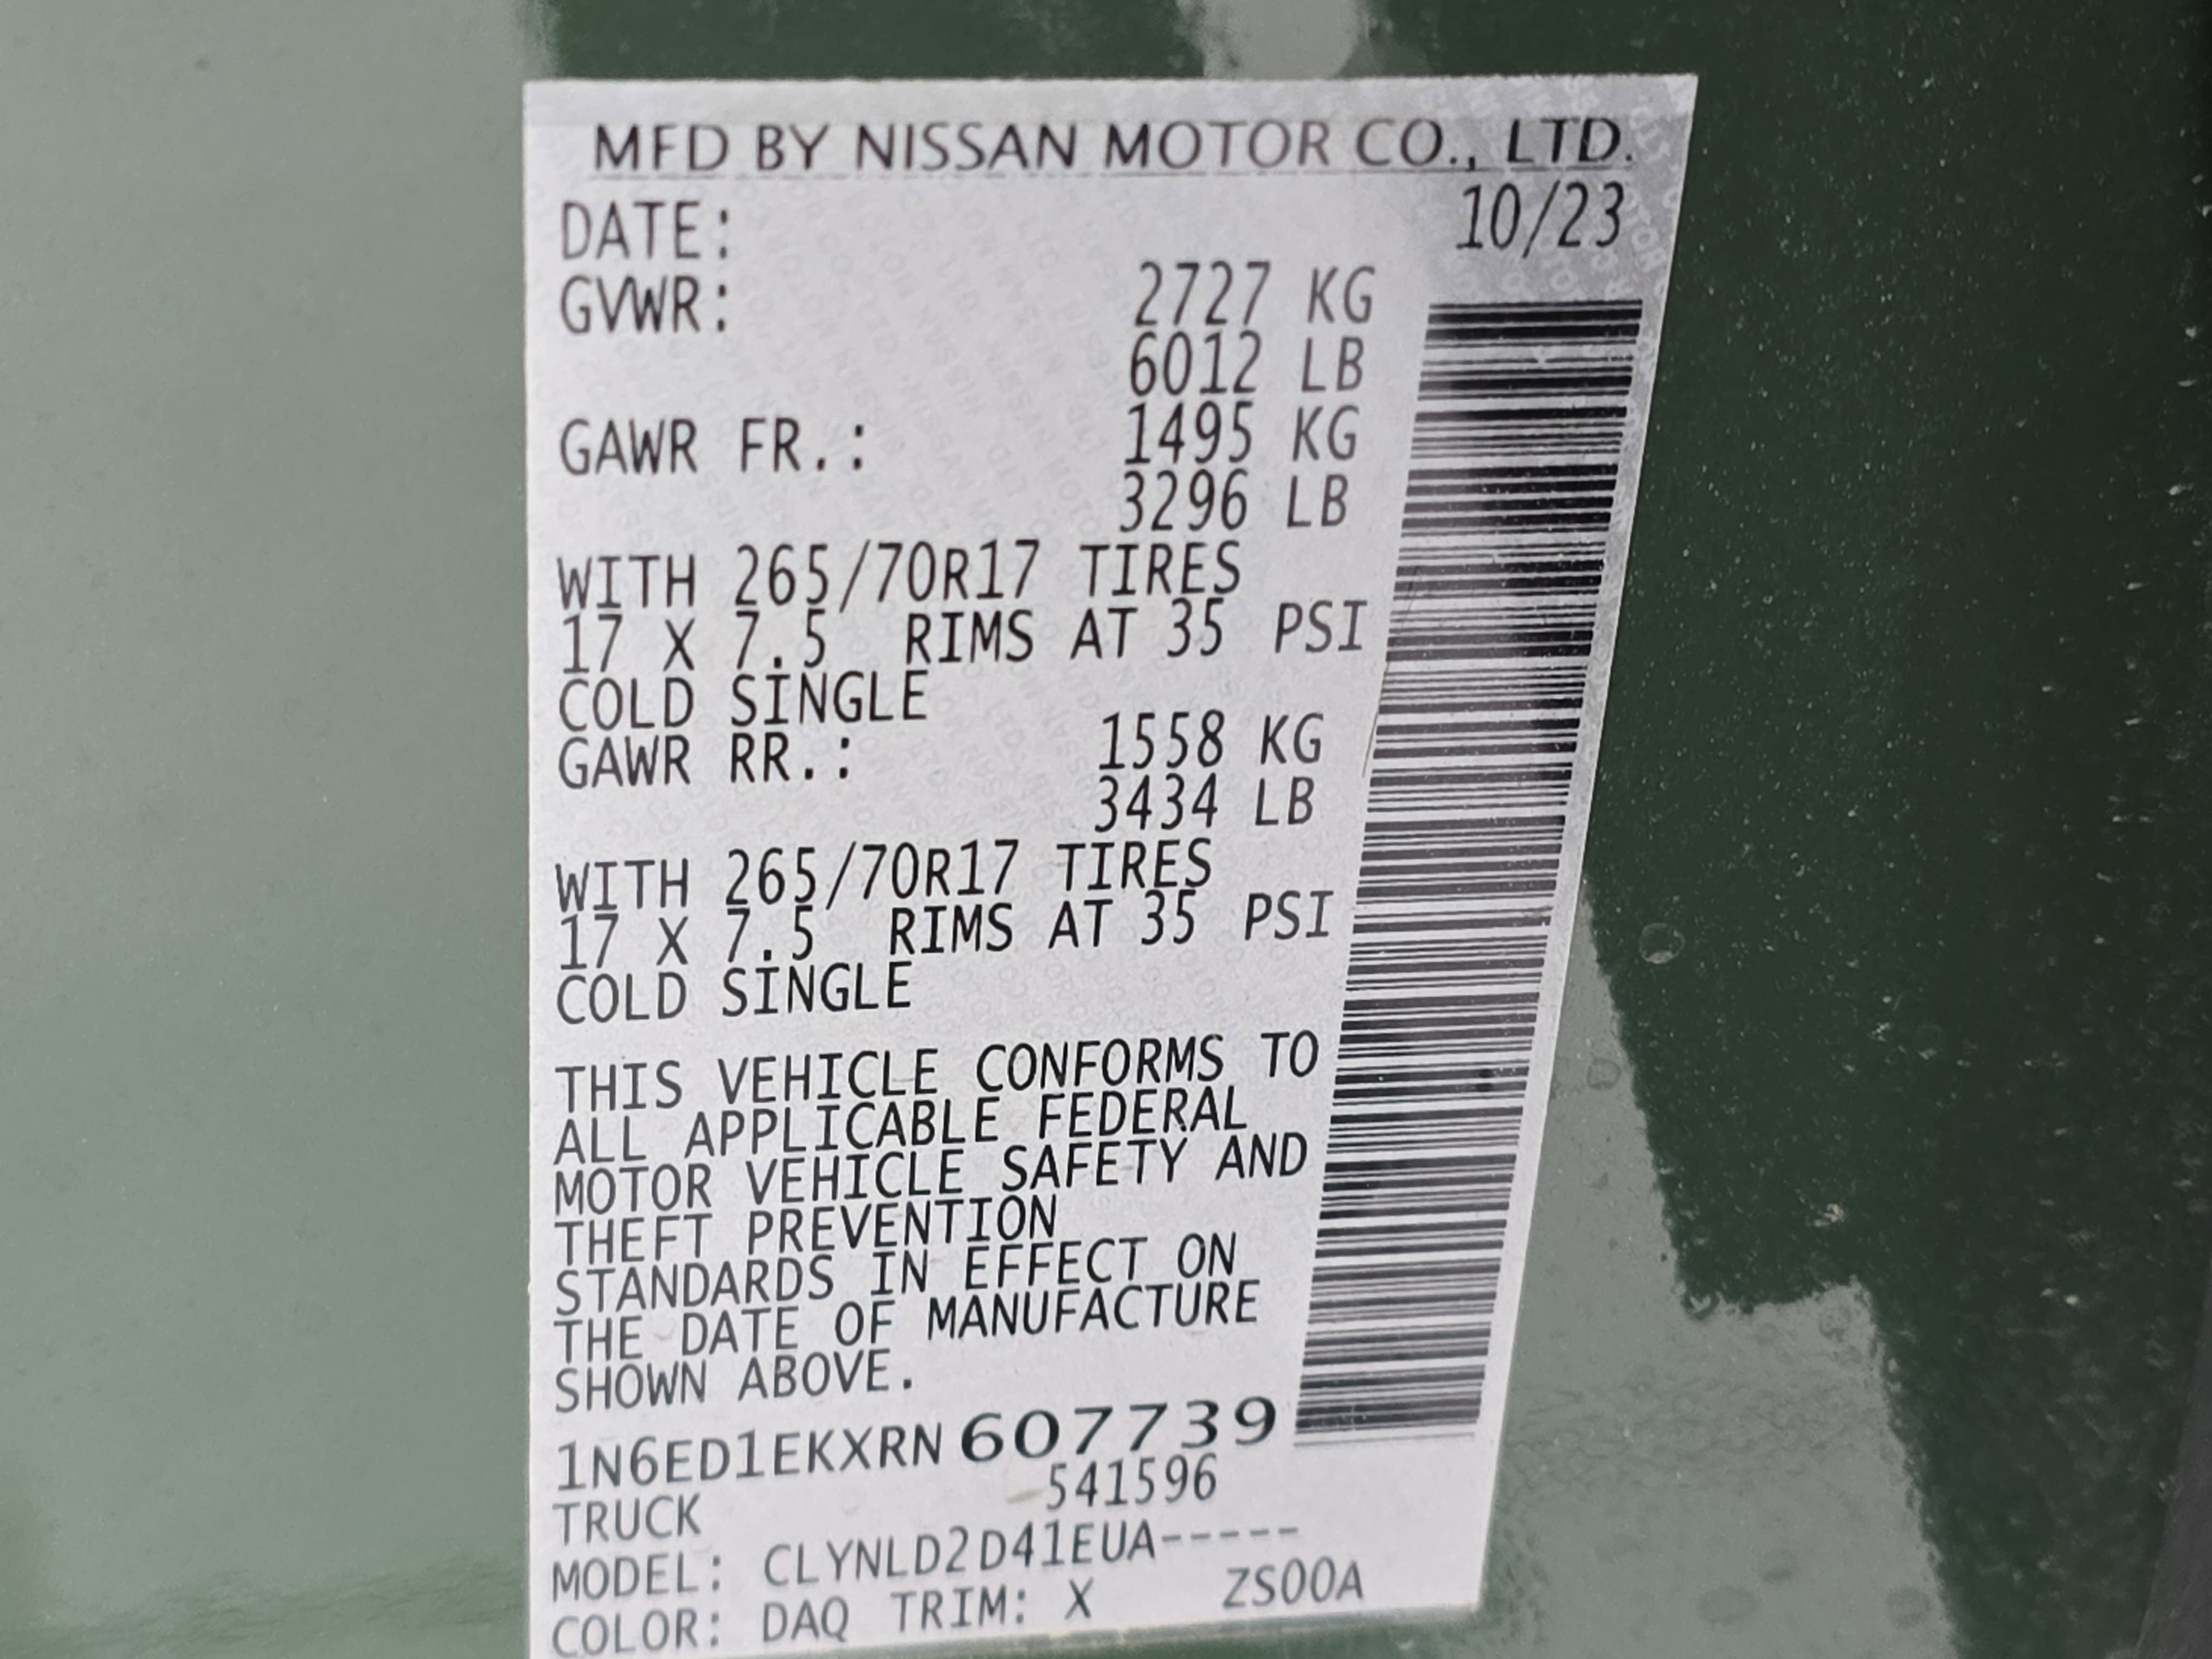 MFD BY NISSAN MOTOR CO., LTD.
DATE: 10/23
GVWR: 2727 KG
6012 LB
GAWR FR.: 1495 KG
3296 LB
WITH 265/70R17 TIRES
17 X 7.5 RIMS AT 35 PSI
COLD SINGLE
GAWR RR.: 1558 KG
3434 LB
WITH 265/70R17 TIRES
17 X 7.5 RIMS AT 35 PSI
COLD SINGLE
THIS VEHICLE CONFORMS TO
ALL APPLICABLE FEDERAL
MOTOR VEHICLE SAFETY AND
THEFT PREVENTION
STANDARDS IN EFFECT ON
THE DATE OF MANUFACTURE
SHOWN ABOVE.
1N6ED1EKXRN607739
TRUCK 541596
MODEL: CLYNLD2D41EUA-----
COLOR: DAQ TRIM: X ZS00A